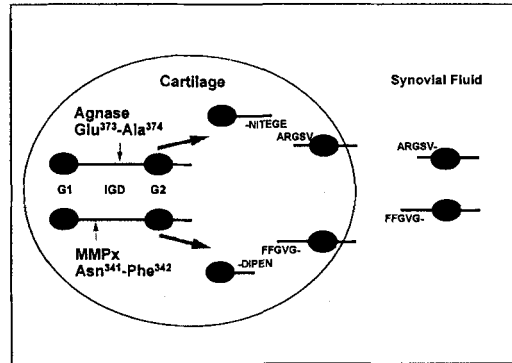 Cartilage
Synovial Fluid
Agnase
Glu³⁷³-Ala³⁷⁴
-NITEGE
ARGSV
ARGSV-
G1 IGD G2
FFGVG-
FFGVG-
MMPx
Asn³⁴¹-Phe³⁴²
-DIPEN